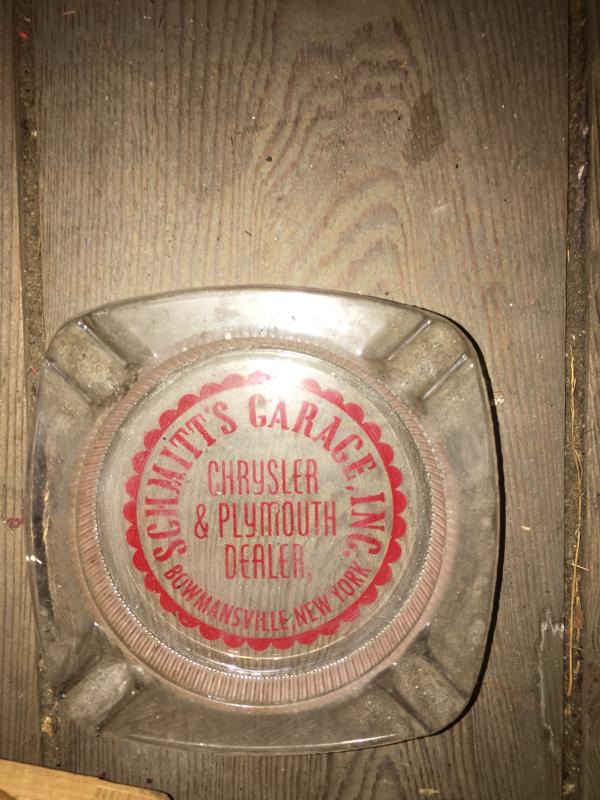 SCHMITT'S GARAGE, INC.
CHRYSLER
& PLYMOUTH
DEALER,
BOWMANSVILLE, NEW YORK